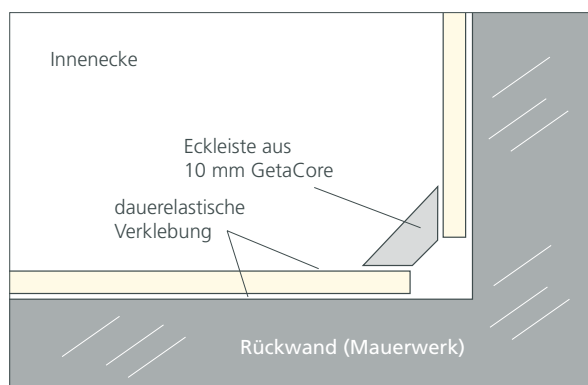 Innenecke
Eckleiste aus
10 mm GetaCore
dauerelastische
Verklebung
Rückwand (Mauerwerk)